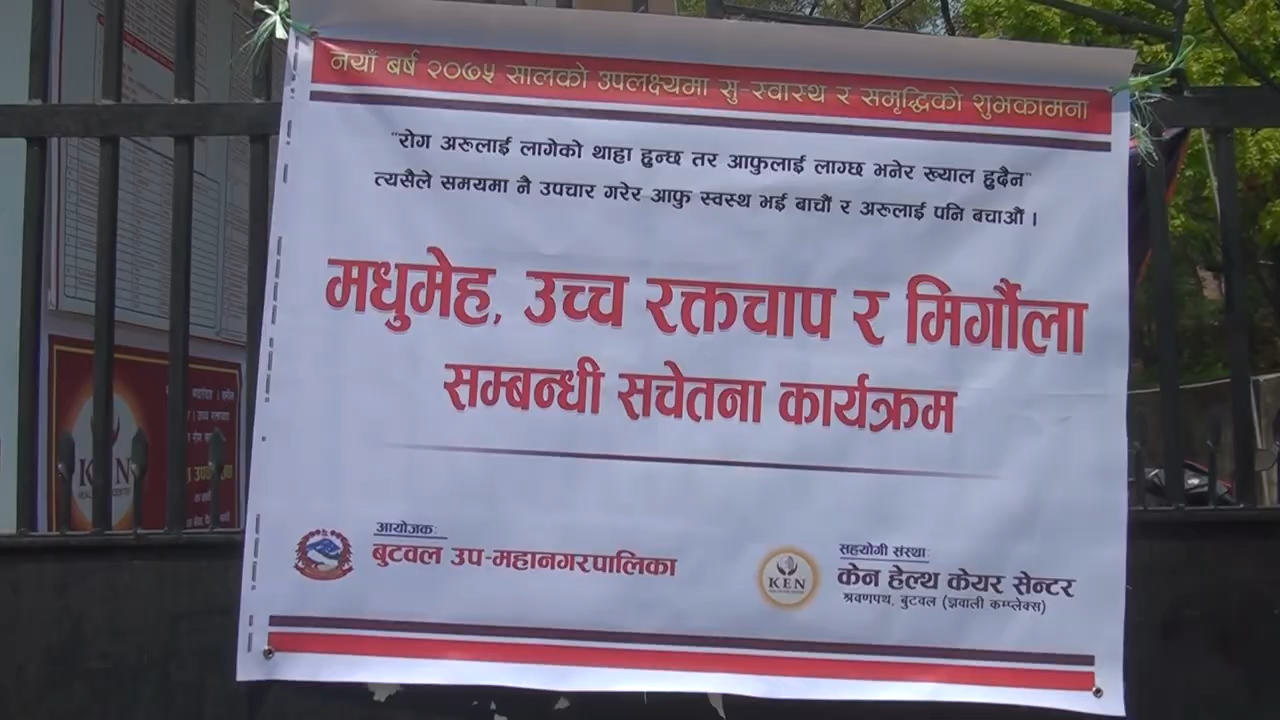 नयाँ बर्ष २०७५ सालको उपलक्ष्यमा सु-स्वास्थ र समृद्धिको शुभकामना
"रोग अरुलाई लागेको थाहा हुन्छ तर आफुलाई लाग्छ भनेर ख्याल हुदैन"
त्यसैले समयमा नै उपचार गरेर आफु स्वस्थ भई बाचौं र अरुलाई पनि बचाऔं ।
मधुमेह, उच्च रक्तचाप र मिर्गौला
सम्बन्धी सचेतना कार्यक्रम
आयोजक:
बुटवल उप-महानगरपालिका
सहयोगी संस्था:
KEN
केन हेल्थ केयर सेन्टर
श्रवणपथ, बुटवल (ज्ञवाली कम्प्लेक्स)
KEN